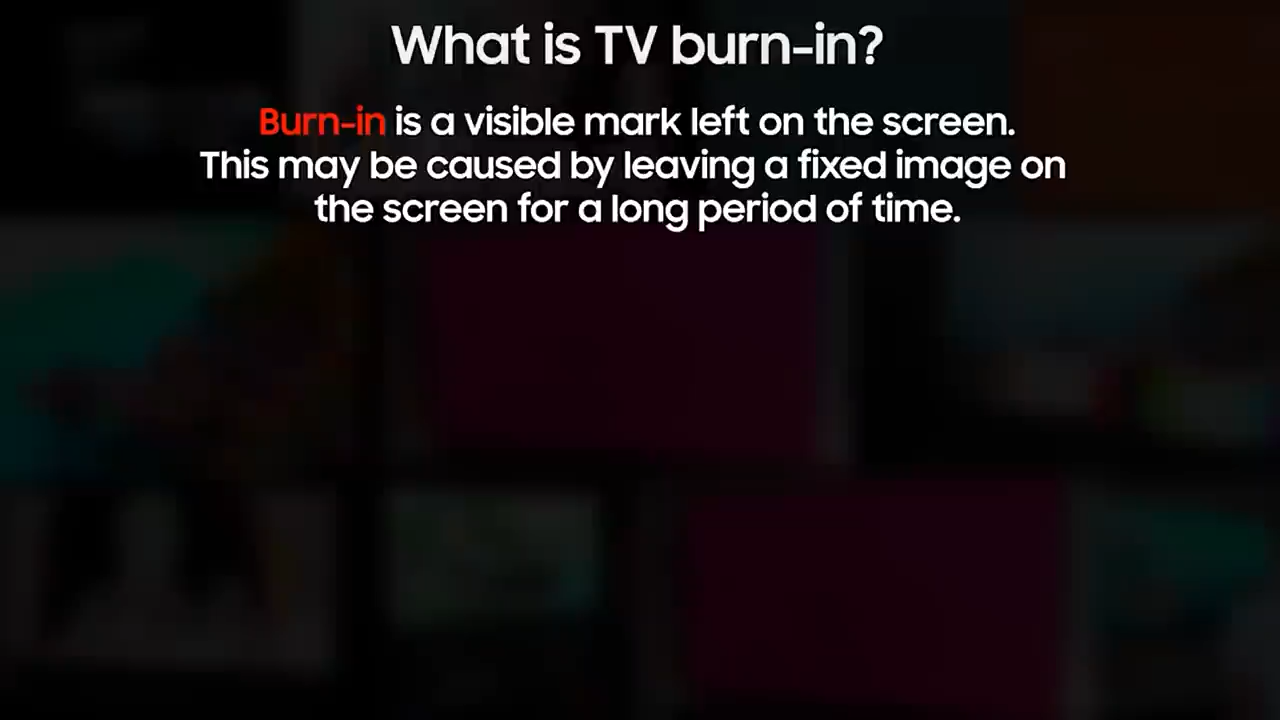 What is TV burn-in?
Burn-in is a visible mark left on the screen.
This may be caused by leaving a fixed image on
the screen for a long period of time.